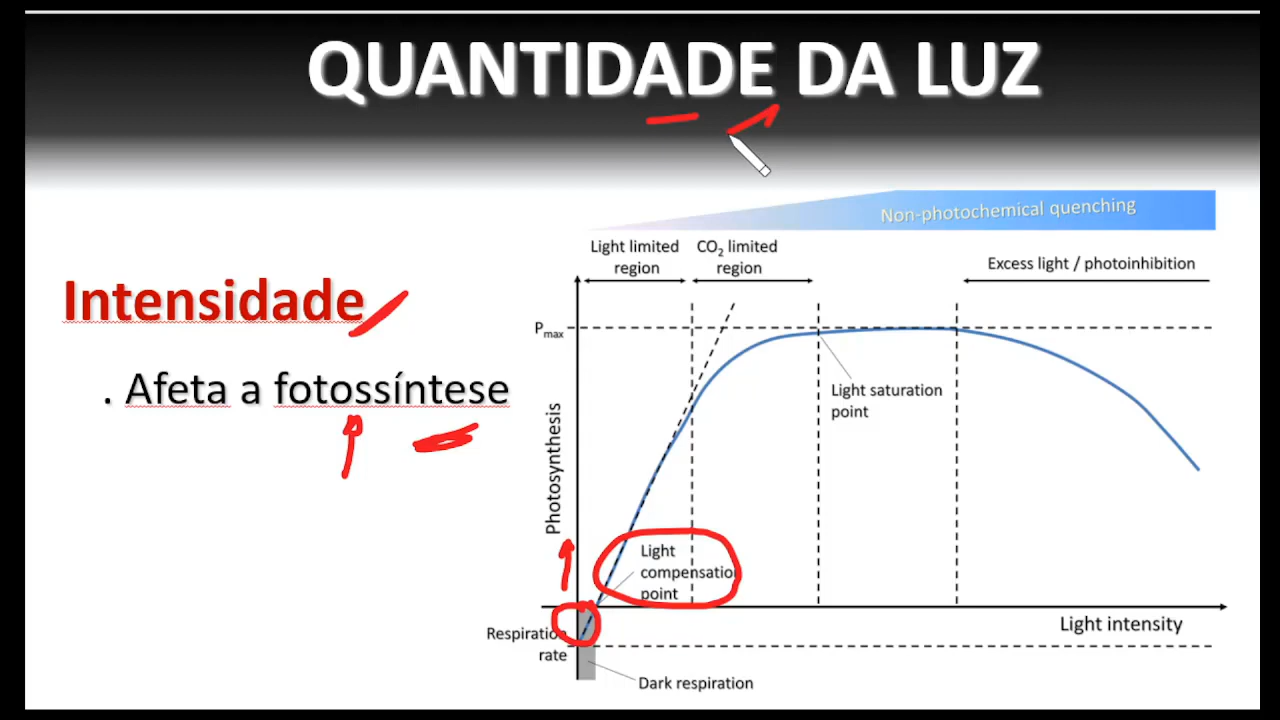 QUANTIDADE DA LUZ
Non-photochemical quenching
Light limited
region
CO₂ limited
region
Excess light / photoinhibition
Intensidade
. Afeta a fotossíntese
Pmax
Light saturation
point
Photosynthesis
Light
compensation
point
Light intensity
Respiration
rate
Dark respiration